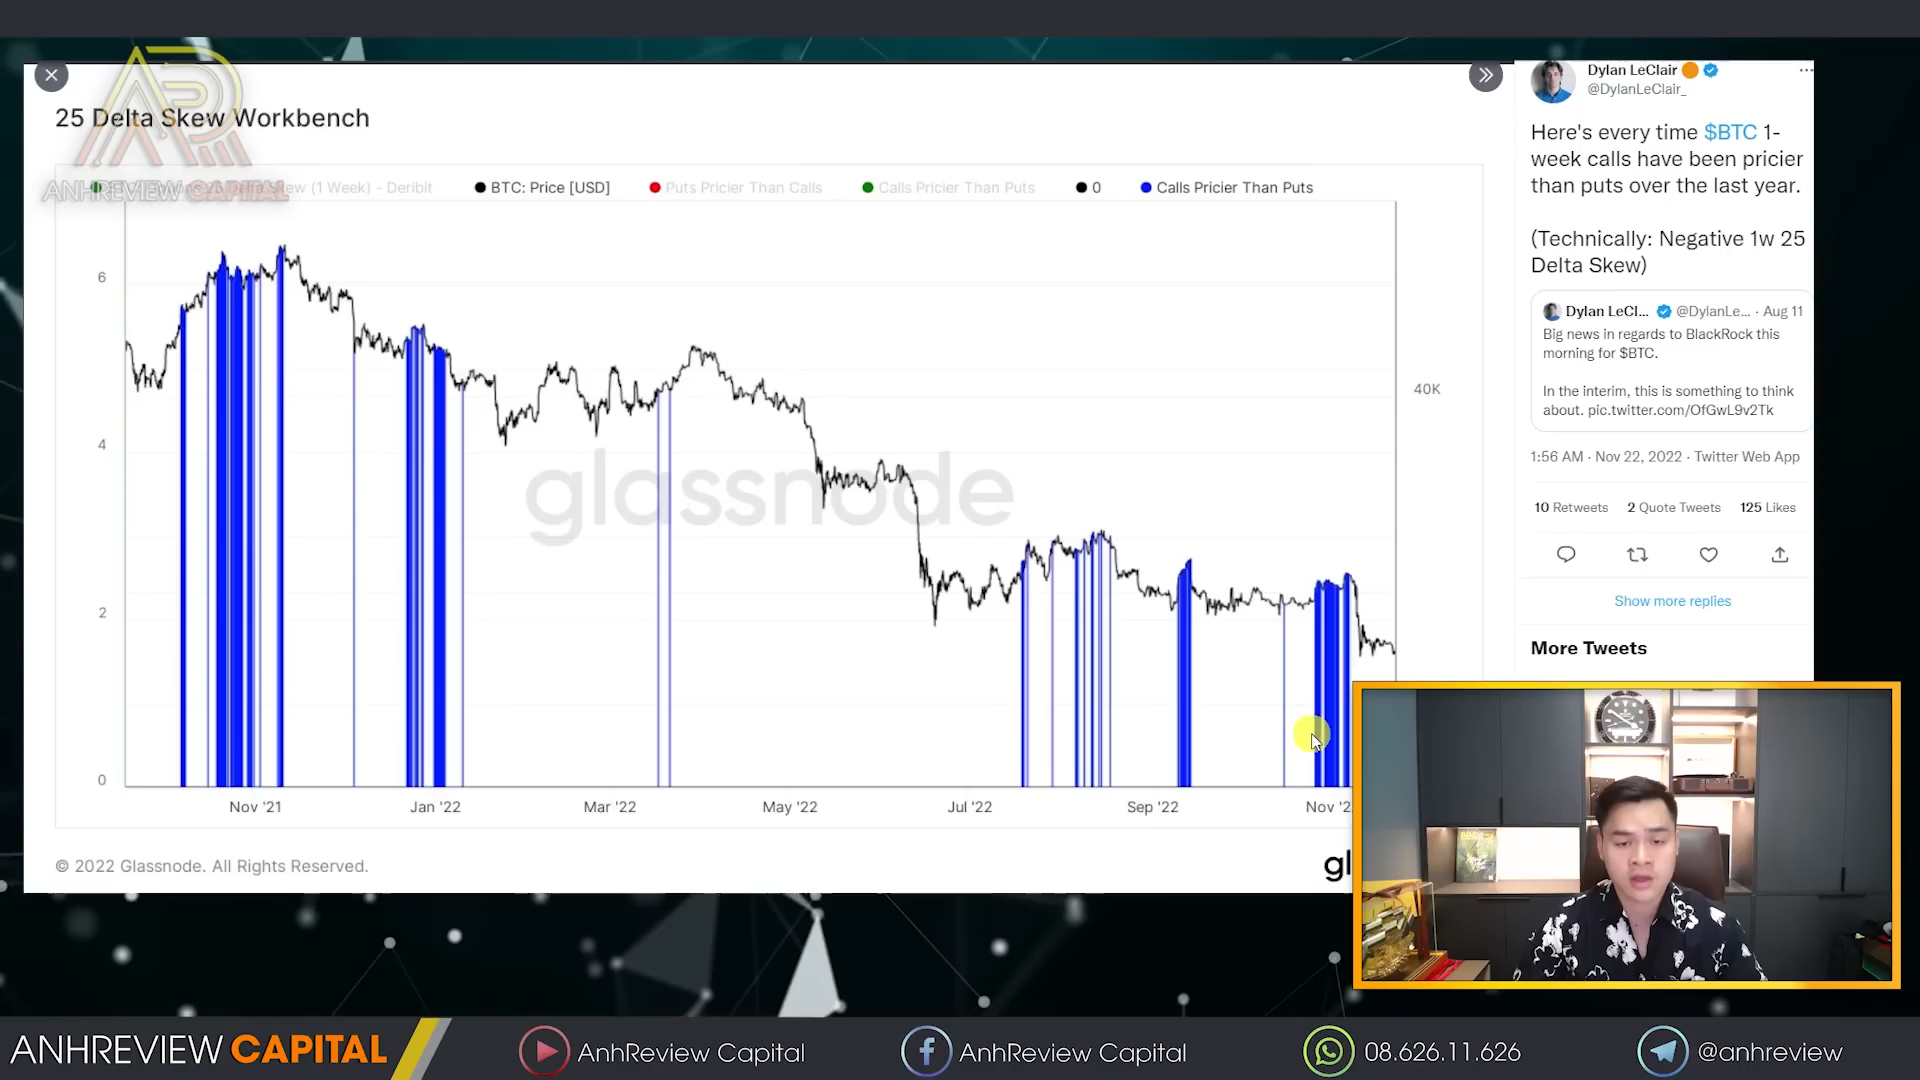 25 Delta Skew Workbench
ANHREVIEW CAPITAL
(1 Week) - Deribit
BTC: Price [USD]
Puts Pricier Than Calls
Calls Pricier Than Puts
0
Calls Pricier Than Puts
6
4
2
0
40K
glassnode
Nov '21
Jan '22
Mar '22
May '22
Jul '22
Sep '22
Nov '2
© 2022 Glassnode. All Rights Reserved.
gl
Dylan LeClair
@DylanLeClair_
Here's every time $BTC 1-
week calls have been pricier
than puts over the last year.
(Technically: Negative 1w 25
Delta Skew)
Dylan LeCl... @DylanLe... · Aug 11
Big news in regards to BlackRock this
morning for $BTC.
In the interim, this is something to think
about. pic.twitter.com/OfGwL9v2Tk
1:56 AM · Nov 22, 2022 · Twitter Web App
10 Retweets 2 Quote Tweets 125 Likes
Show more replies
More Tweets
ANHREVIEW CAPITAL
AnhReview Capital
AnhReview Capital
08.626.11.626
@anhreview